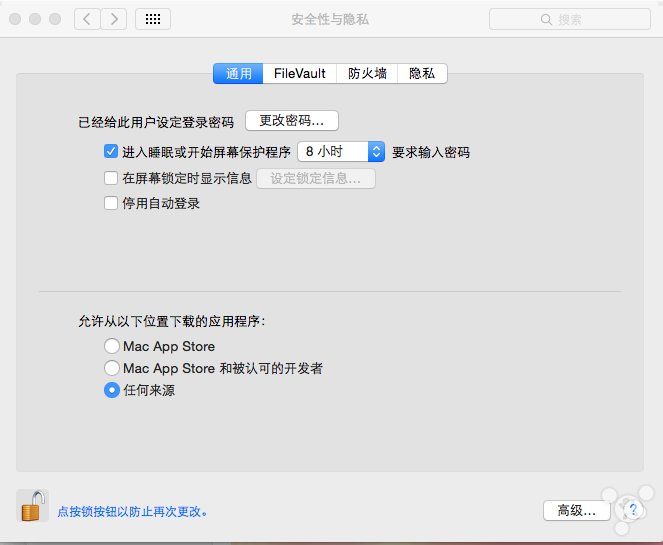 安全性与隐私
搜索
通用 FileVault 防火墙 隐私
已经给此用户设定登录密码 更改密码...
进入睡眠或开始屏幕保护程序 8 小时 要求输入密码
在屏幕锁定时显示信息 设定锁定信息...
停用自动登录
允许从以下位置下载的应用程序：
Mac App Store
Mac App Store 和被认可的开发者
任何来源
点按锁按钮以防止再次更改。
高级... ?